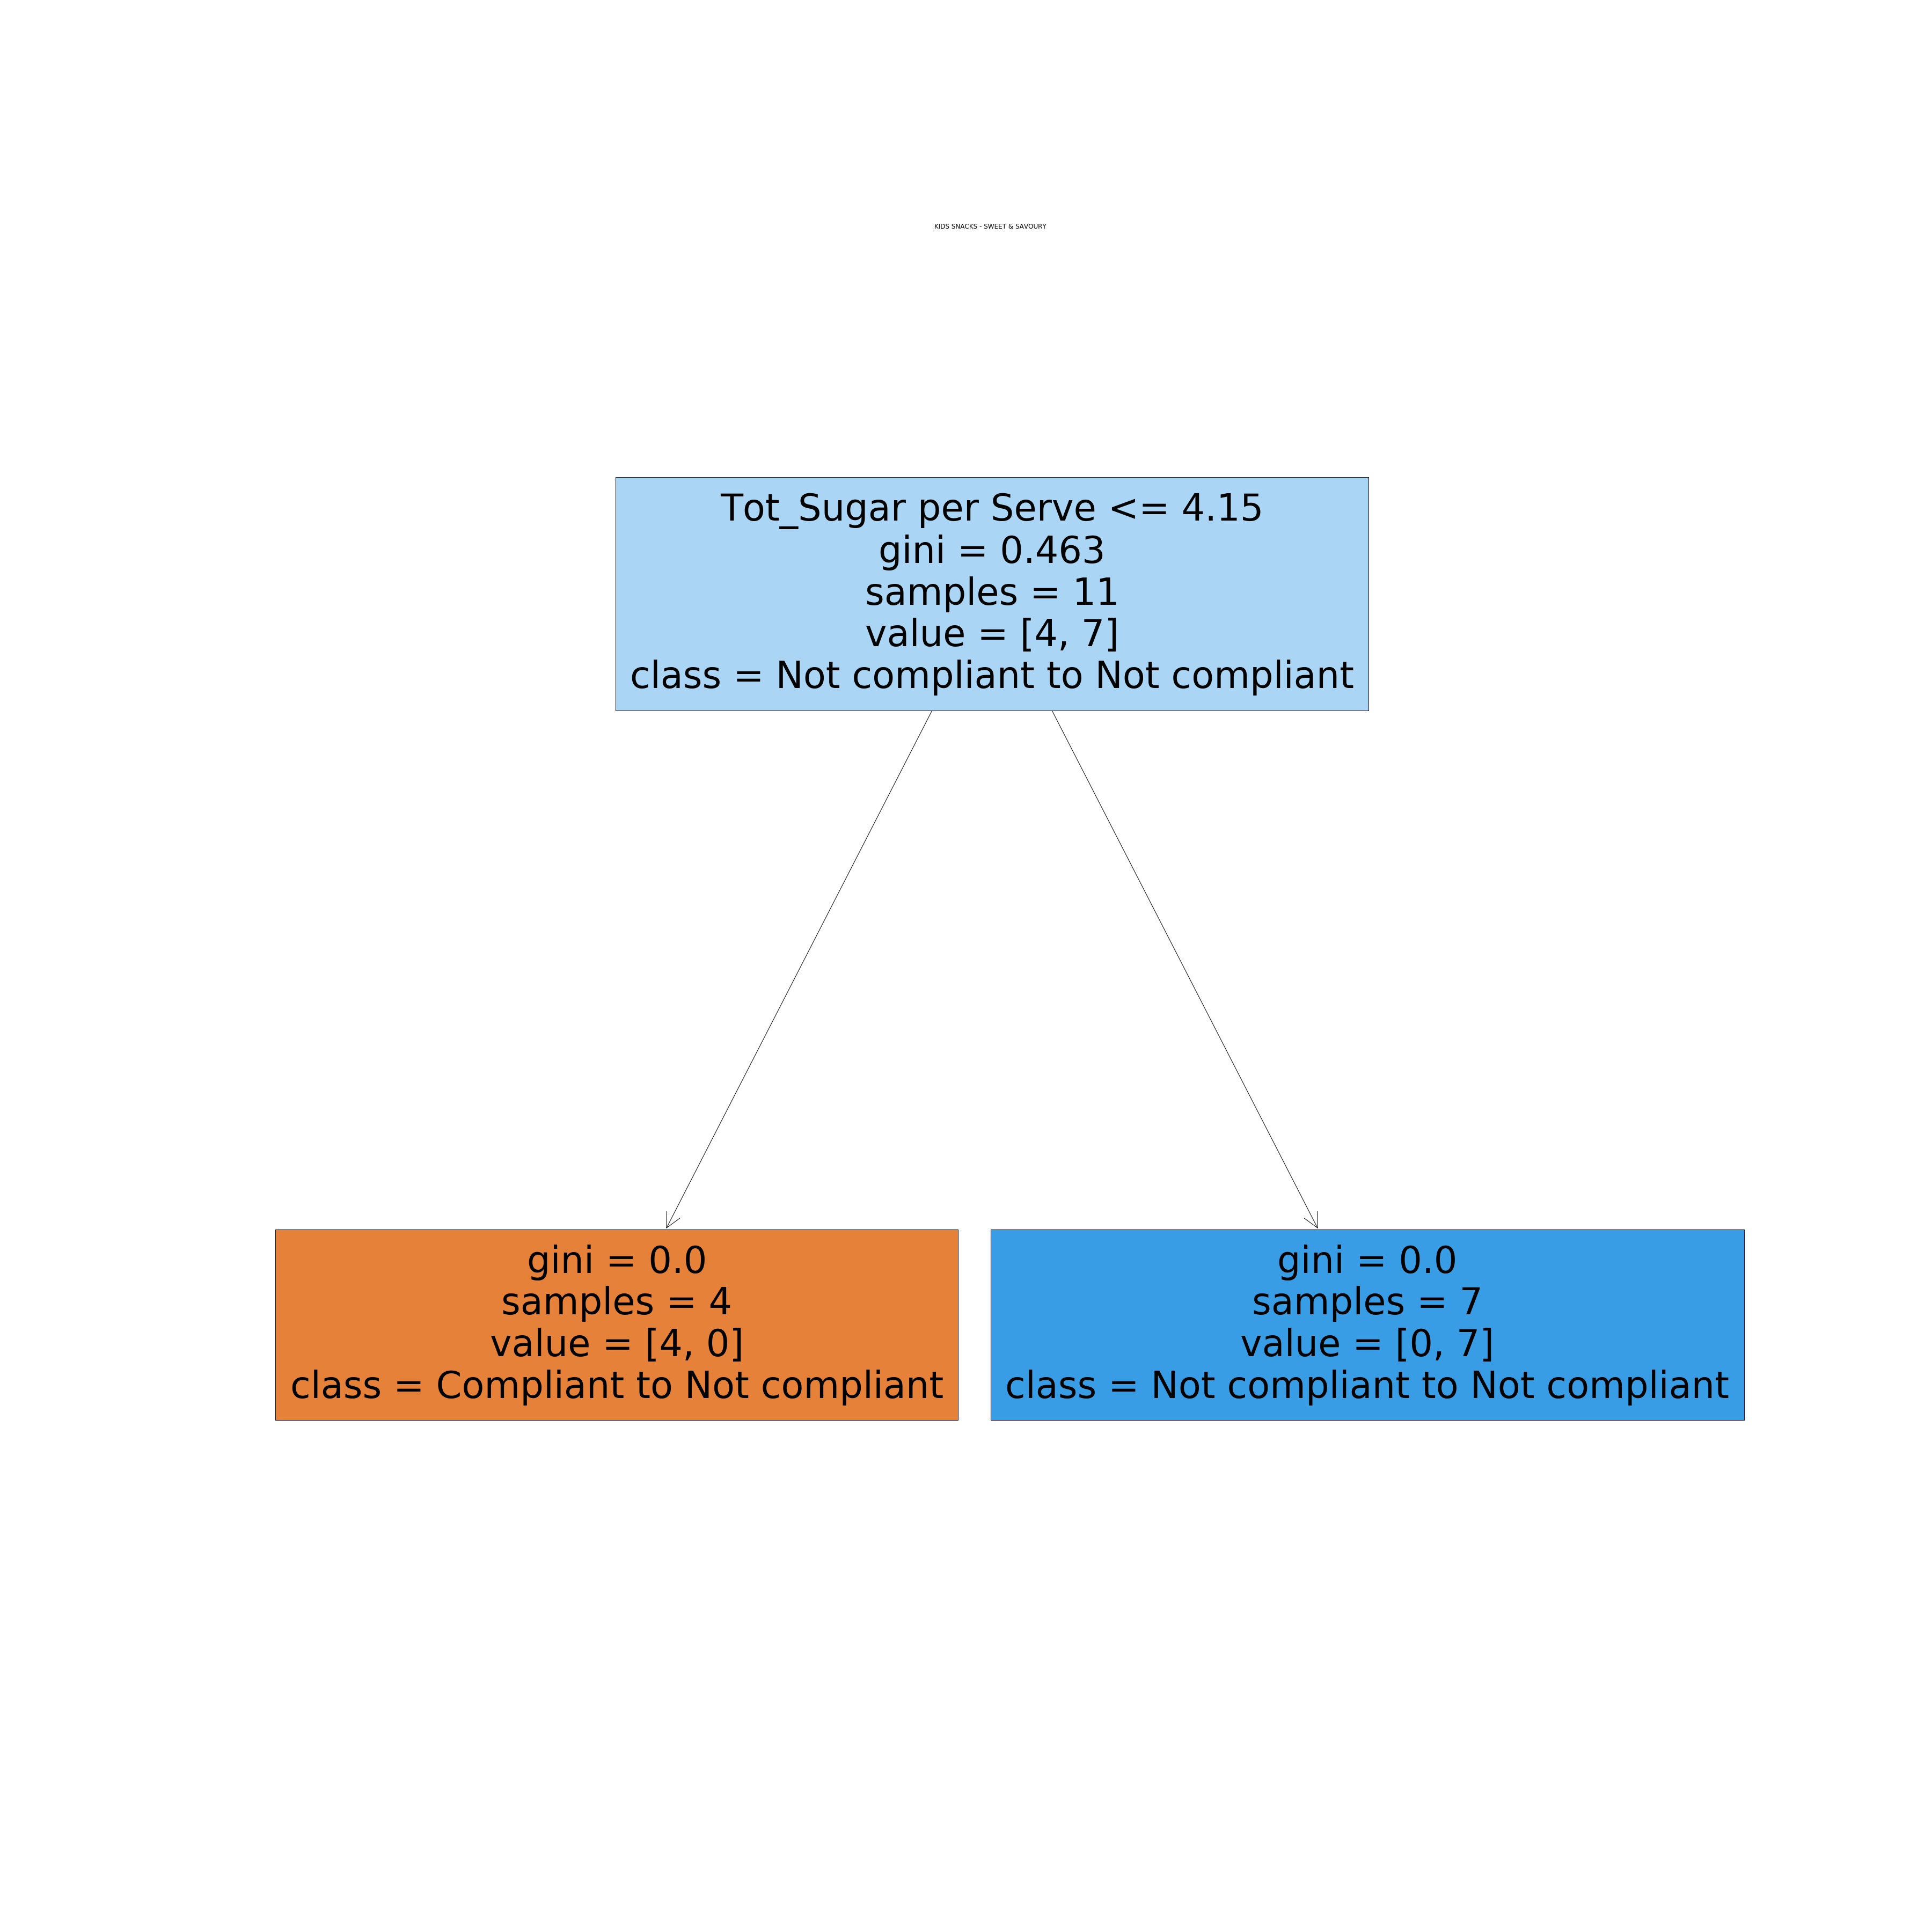 KIDS SNACKS - SWEET & SAVOURY
Tot_Sugar per Serve <= 4.15
gini = 0.463
samples = 11
value = [4, 7]
class = Not compliant to Not compliant
gini = 0.0
samples = 4
value = [4, 0]
class = Compliant to Not compliant
gini = 0.0
samples = 7
value = [0, 7]
class = Not compliant to Not compliant